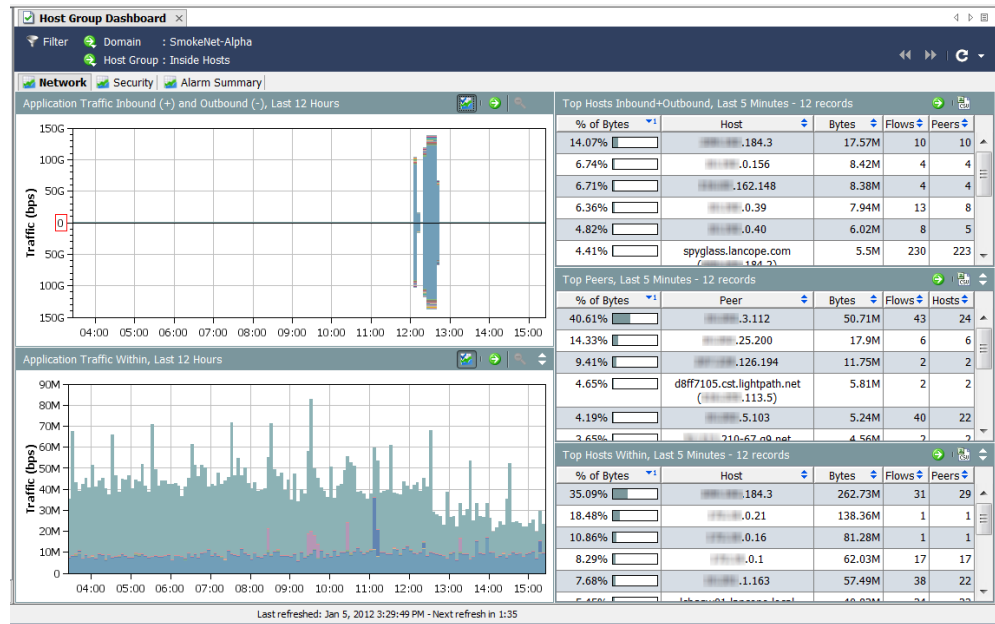 Host Group Dashboard
Filter Domain : SmokeNet-Alpha
Host Group : Inside Hosts
Network Security Alarm Summary
Application Traffic Inbound (+) and Outbound (-), Last 12 Hours
150G
100G
50G
0
50G
100G
150G
Traffic (bps)
04:00 05:00 06:00 07:00 08:00 09:00 10:00 11:00 12:00 13:00 14:00 15:00
Application Traffic Within, Last 12 Hours
90M
80M
70M
60M
50M
40M
30M
20M
10M
0
Traffic (bps)
04:00 05:00 06:00 07:00 08:00 09:00 10:00 11:00 12:00 13:00 14:00 15:00
Top Hosts Inbound+Outbound, Last 5 Minutes - 12 records
% of Bytes 1 Host Bytes Flows Peers
14.07% .184.3 17.57M 10 10
6.74% .0.156 8.42M 4 4
6.71% .162.148 8.38M 4 4
6.36% .0.39 7.94M 13 8
4.82% .0.40 6.02M 8 5
4.41% spyglass.lancope.com 5.5M 230 223
Top Peers, Last 5 Minutes - 12 records
% of Bytes 1 Peer Bytes Flows Hosts
40.61% .3.112 50.71M 43 24
14.33% .25.200 17.9M 6 6
9.41% .126.194 11.75M 2 2
4.65% d8ff7105.cst.lightpath.net 5.81M 2 2
( .113.5)
4.19% .5.103 5.24M 40 22
3.65% 4.56M 2 2
Top Hosts Within, Last 5 Minutes - 12 records
% of Bytes 1 Host Bytes Flows Peers
35.09% .184.3 262.73M 31 29
18.48% .0.21 138.36M 1 1
10.86% .0.16 81.28M 1 1
8.29% .0.1 62.03M 17 17
7.68% .1.163 57.49M 38 22
Last refreshed: Jan 5, 2012 3:29:49 PM - Next refresh in 1:35